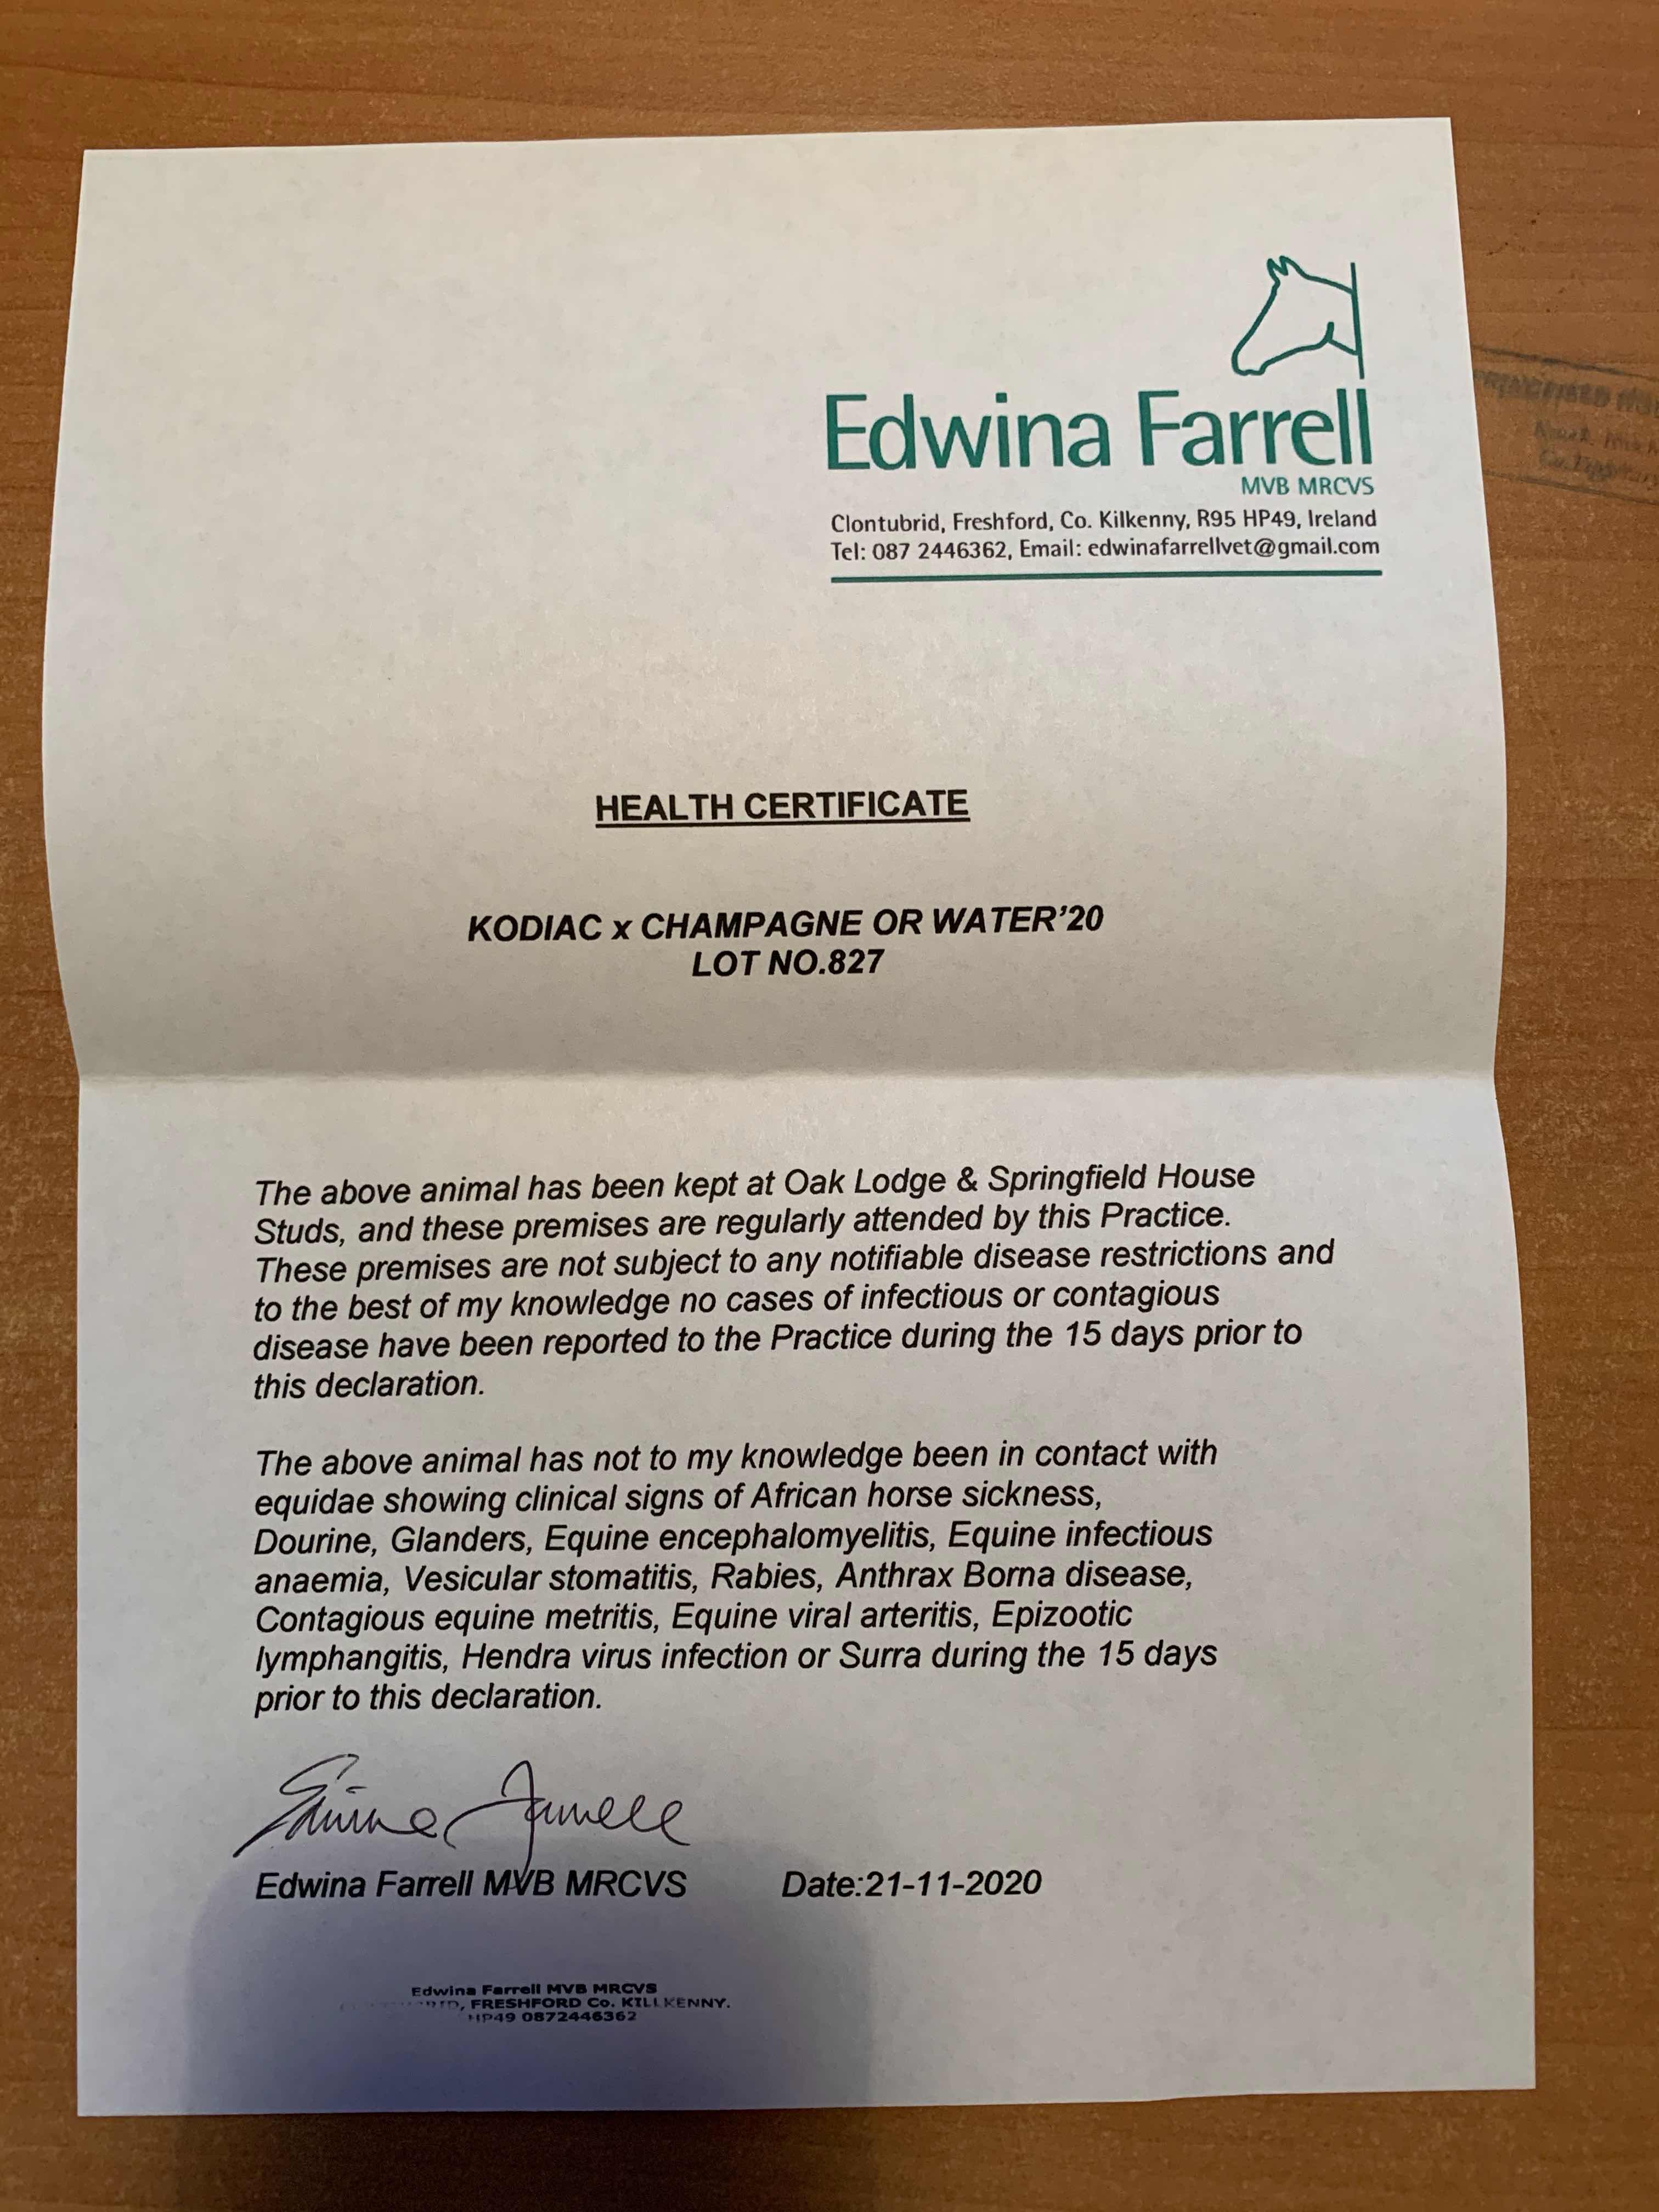 Edwina Farrell
MVB MRCVS
Clontubrid, Freshford, Co. Kilkenny, R95 HP49, Ireland
Tel: 087 2446362, Email: edwinafarrellvet@gmail.com
HEALTH CERTIFICATE
KODIAC x CHAMPAGNE OR WATER'20
LOT NO.827
The above animal has been kept at Oak Lodge & Springfield House
Studs, and these premises are regularly attended by this Practice.
These premises are not subject to any notifiable disease restrictions and
to the best of my knowledge no cases of infectious or contagious
disease have been reported to the Practice during the 15 days prior to
this declaration.
The above animal has not to my knowledge been in contact with
equidae showing clinical signs of African horse sickness,
Dourine, Glanders, Equine encephalomyelitis, Equine infectious
anaemia, Vesicular stomatitis, Rabies, Anthrax Borna disease,
Contagious equine metritis, Equine viral arteritis, Epizootic
lymphangitis, Hendra virus infection or Surra during the 15 days
prior to this declaration.
Edwina Farrell
Edwina Farrell MVB MRCVS Date:21-11-2020
Edwina Farrell MVB MRCVS
FRESHFORD Co. KILLKENNY.
HP49 0872446362